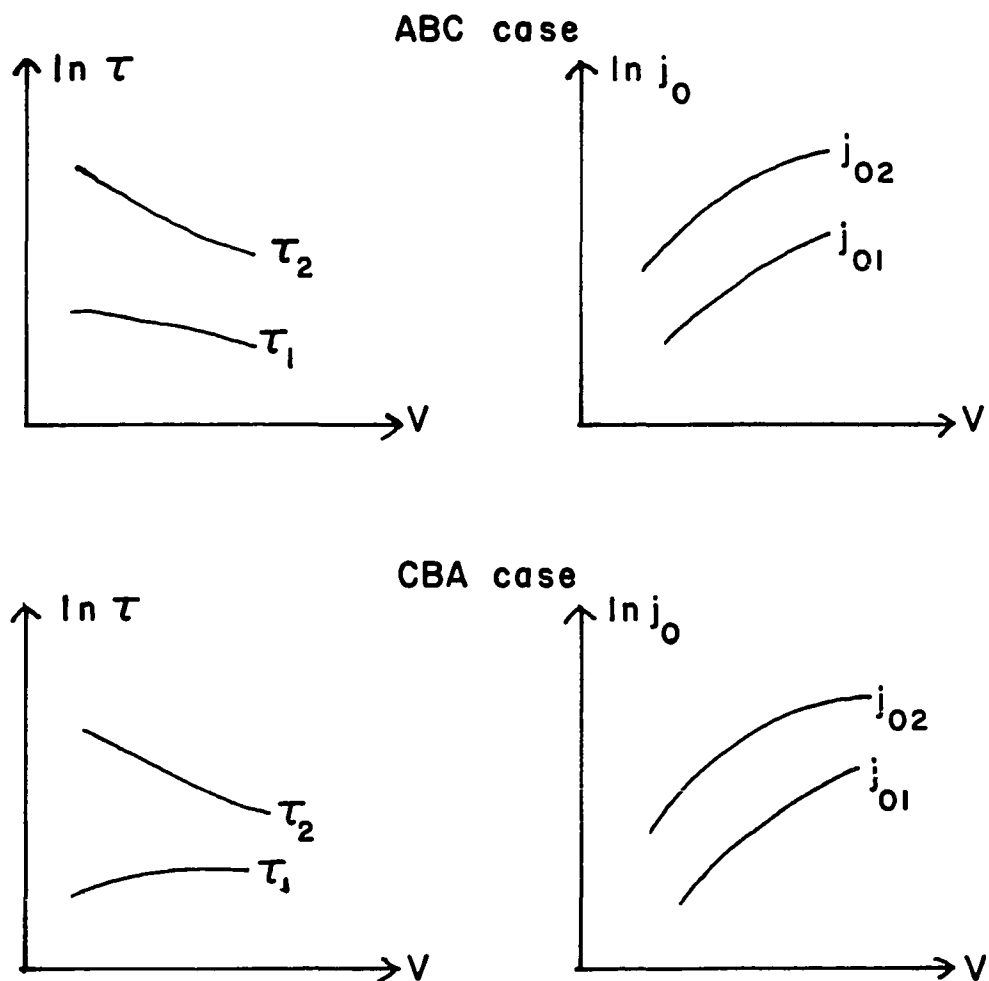 ABC case
ln τ
ln j₀
j₀₂
j₀₁
τ₂
τ₁
V
V
CBA case
ln τ
ln j₀
j₀₂
j₀₁
τ₂
τ₁
V
V